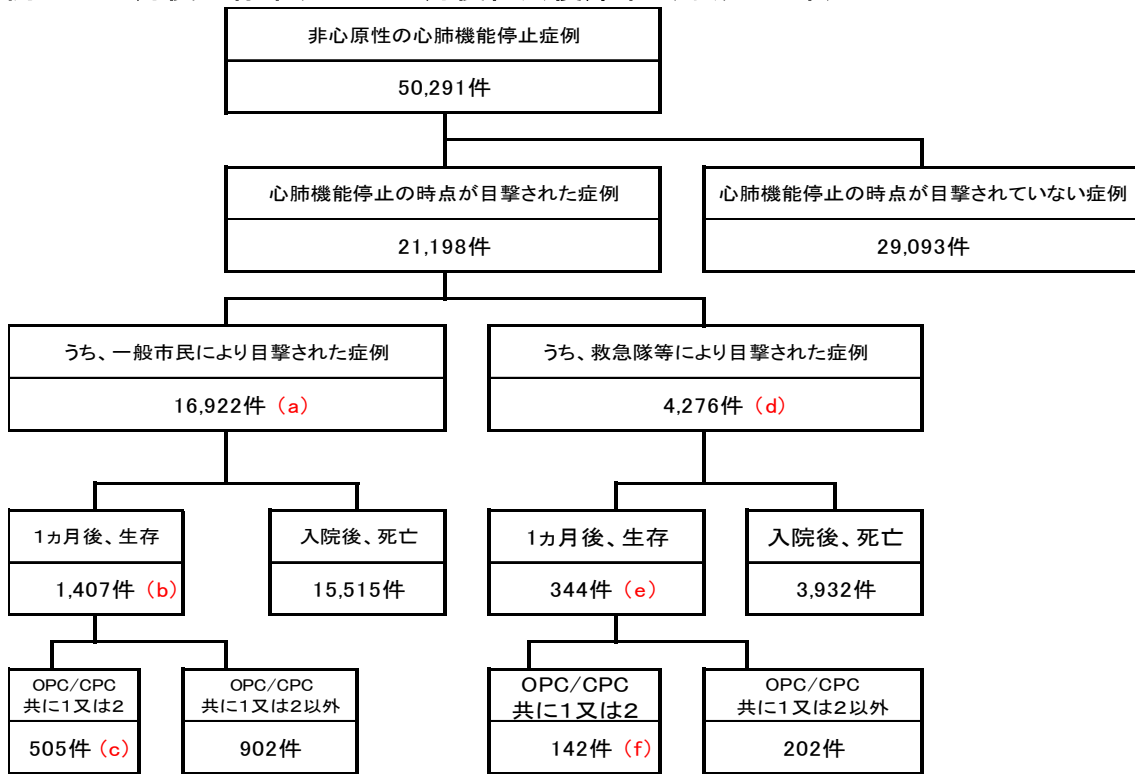 非心原性の心肺機能停止症例
50,291件
心肺機能停止の時点が目撃された症例
心肺機能停止の時点が目撃されていない症例
21,198件
29,093件
うち、一般市民により目撃された症例
うち、救急隊等により目撃された症例
16,922件（a）
4,276件（d）
1ヵ月後、生存
入院後、死亡
1ヵ月後、生存
入院後、死亡
1,407件（b）
15,515件
344件（e）
3,932件
OPC/CPC
共に1又は2
OPC/CPC
共に1又は2以外
OPC/CPC
共に1又は2
OPC/CPC
共に1又は2以外
505件（c）
902件
142件（f）
202件